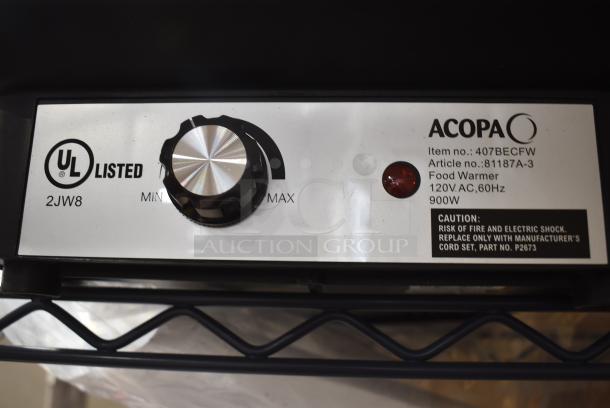 UL LISTED
2JW8
MIN MAX
ACOPA
Item no.: 407BECFW
Article no.:81187A-3
Food Warmer
120V.AC,60Hz
900W
CAUTION:
RISK OF FIRE AND ELECTRIC SHOCK.
REPLACE ONLY WITH MANUFACTURER'S
CORD SET, PART NO. P2673
PCI
AUCTION GROUP